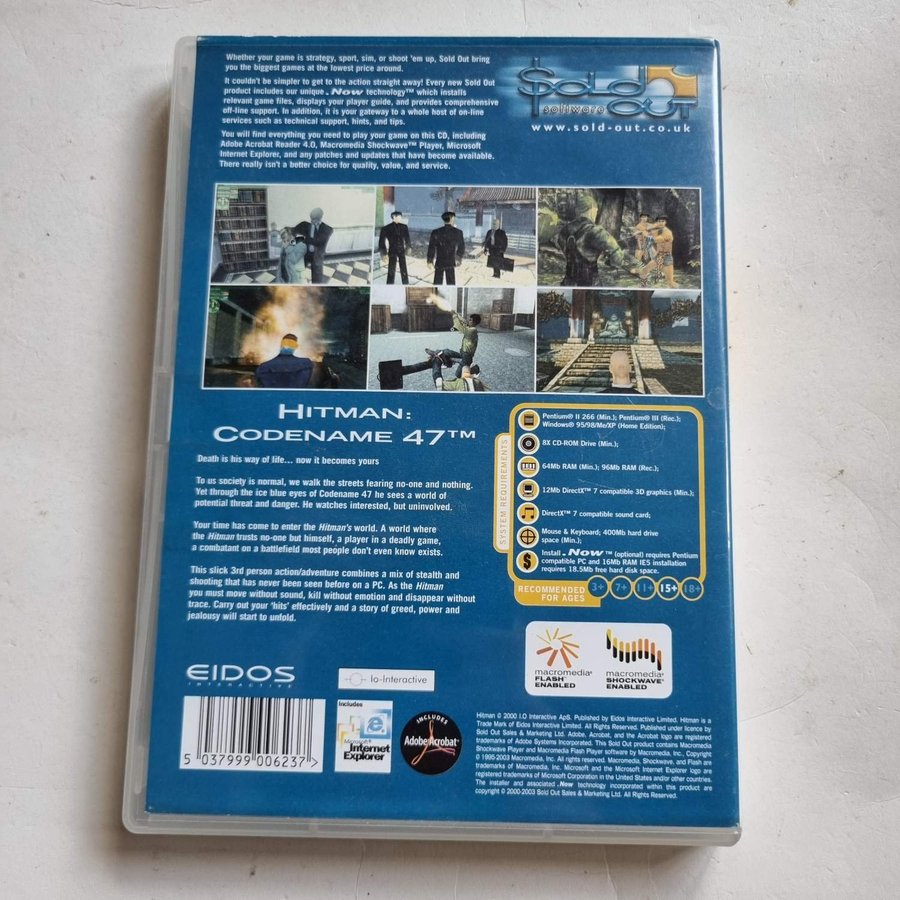 Whether your game is strategy, sport, sim, or shoot 'em up, Sold Out bring
you the biggest games at the lowest price around.
It couldn't be simpler to get to the action straight away! Every new Sold Out
product includes our unique .Now technology™ which installs
relevant game files, displays your player guide, and provides comprehensive
off-line support. In addition, it is your gateway to a whole host of on-line
services such as technical support, hints, and tips.
You will find everything you need to play your game on this CD, including
Adobe Acrobat Reader 4.0, Macromedia Shockwave™ Player, Microsoft
Internet Explorer, and any patches and updates that have become available.
There really isn't a better choice for quality, value, and service.
$OLD
software
OUT
www.sold-out.co.uk
HITMAN:
CODENAME 47™
Death is his way of life... now it becomes yours
To us society is normal, we walk the streets fearing no-one and nothing.
Yet through the ice blue eyes of Codename 47 he sees a world of
potential threat and danger. He watches interested, but uninvolved.
Your time has come to enter the Hitman's world. A world where
the Hitman trusts no-one but himself, a player in a deadly game,
a combatant on a battlefield most people don't even know exists.
This slick 3rd person action/adventure combines a mix of stealth and
shooting that has never been seen before on a PC. As the Hitman
you must move without sound, kill without emotion and disappear without
trace. Carry out your 'hits' effectively and a story of greed, power and
jealousy will start to unfold.
SYSTEM REQUIREMENTS
Pentium® II 266 (Min.); Pentium® III (Rec.);
Windows® 95/98/Me/XP (Home Edition);
8X CD-ROM Drive (Min.);
64Mb RAM (Min.); 96Mb RAM (Rec.);
12Mb DirectX™ 7 compatible 3D graphics (Min.);
DirectX™ 7 compatible sound card;
Mouse & Keyboard; 400Mb hard drive
space (Min.);
Install .Now™ (optional) requires Pentium
compatible PC and 16Mb RAM IE5 installation
requires 18.5Mb free hard disk space.
RECOMMENDED
FOR AGES
3+ 7+ 11+ 15+ 18+
macromedia®
FLASH™
ENABLED
macromedia®
SHOCKWAVE®
ENABLED
EIDOS
INTERACTIVE
Io-Interactive
5 037999 006237
Includes
Microsoft®
Internet
Explorer
INCLUDES
Adobe Acrobat®
Hitman © 2000 I.O Interactive ApS. Published by Eidos Interactive Limited. Hitman is a
Trade Mark of Eidos Interactive Limited. All Rights Reserved. Published under licence by
Sold Out Sales & Marketing Ltd. Adobe, Acrobat, and the Acrobat logo are registered
trademarks of Adobe Systems Incorporated. This Sold Out product contains Macromedia
Shockwave Player and Macromedia Flash Player software by Macromedia, Inc. Copyright
© 1995-2003 Macromedia, Inc. All rights reserved. Macromedia, Shockwave, and Flash are
trademarks of Macromedia, Inc. Microsoft and the Microsoft Internet Explorer logo are
registered trademarks of Microsoft Corporation in the United States and/or other countries.
The installer and associated .Now technology incorporated within this product are
copyright © 2000-2003 Sold Out Sales & Marketing Ltd. All Rights Reserved.